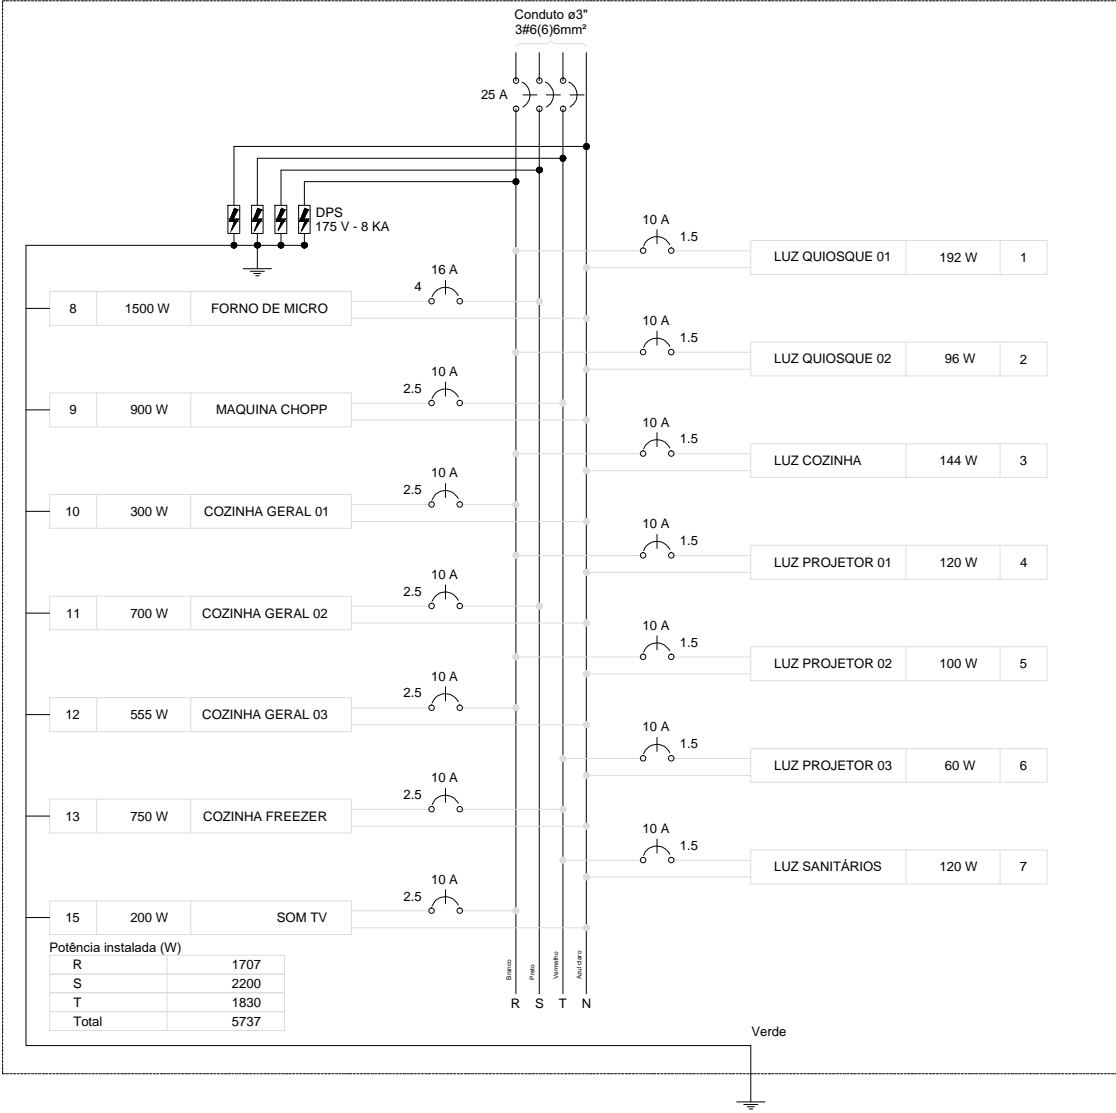 Conduto ø3"
3#6(6)6mm²
25 A
DPS
175 V - 8 KA
10 A
1.5
LUZ QUIOSQUE 01 192 W 1
16 A
4
8 1500 W FORNO DE MICRO
10 A
1.5
LUZ QUIOSQUE 02 96 W 2
10 A
2.5
9 900 W MAQUINA CHOPP
10 A
1.5
LUZ COZINHA 144 W 3
10 A
2.5
10 300 W COZINHA GERAL 01
10 A
1.5
LUZ PROJETOR 01 120 W 4
10 A
2.5
11 700 W COZINHA GERAL 02
10 A
1.5
LUZ PROJETOR 02 100 W 5
10 A
2.5
12 555 W COZINHA GERAL 03
10 A
1.5
LUZ PROJETOR 03 60 W 6
10 A
2.5
13 750 W COZINHA FREEZER
10 A
1.5
LUZ SANITÁRIOS 120 W 7
10 A
2.5
15 200 W SOM TV
Potência instalada (W)
R 1707
S 2200
T 1830
Total 5737
Branco
Preto
Vermelho
Azul claro
R S T N
Verde